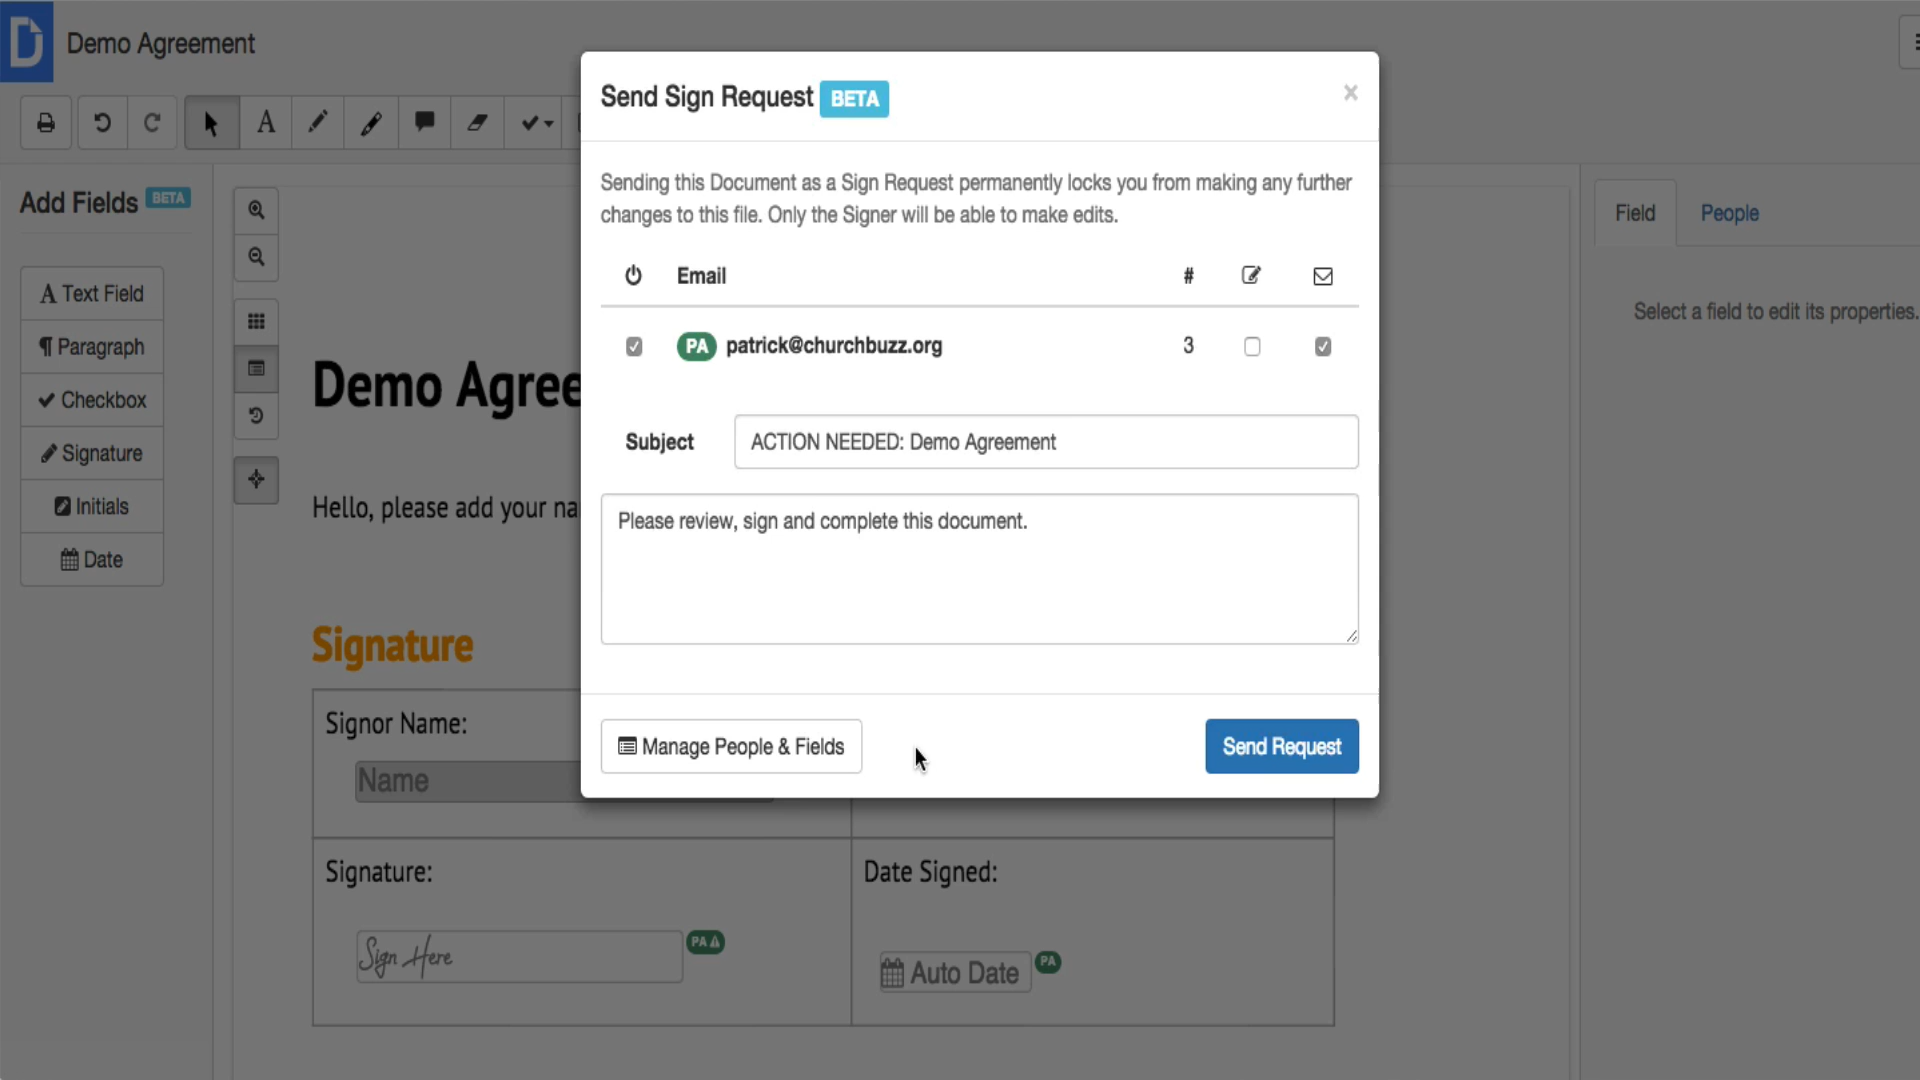 Demo Agreement
Send Sign Request BETA
×
Sending this Document as a Sign Request permanently locks you from making any further
changes to this file. Only the Signer will be able to make edits.
Email #
PA patrick@churchbuzz.org 3
Subject ACTION NEEDED: Demo Agreement
Please review, sign and complete this document.
Manage People & Fields
Send Request
A
Add Fields BETA
A Text Field
¶ Paragraph
Checkbox
Signature
Initials
Date
Demo Agree
Hello, please add your na
Signature
Signor Name:
Name
Signature:
Sign Here
PA
Date Signed:
Auto Date
PA
Field People
Select a field to edit its properties.